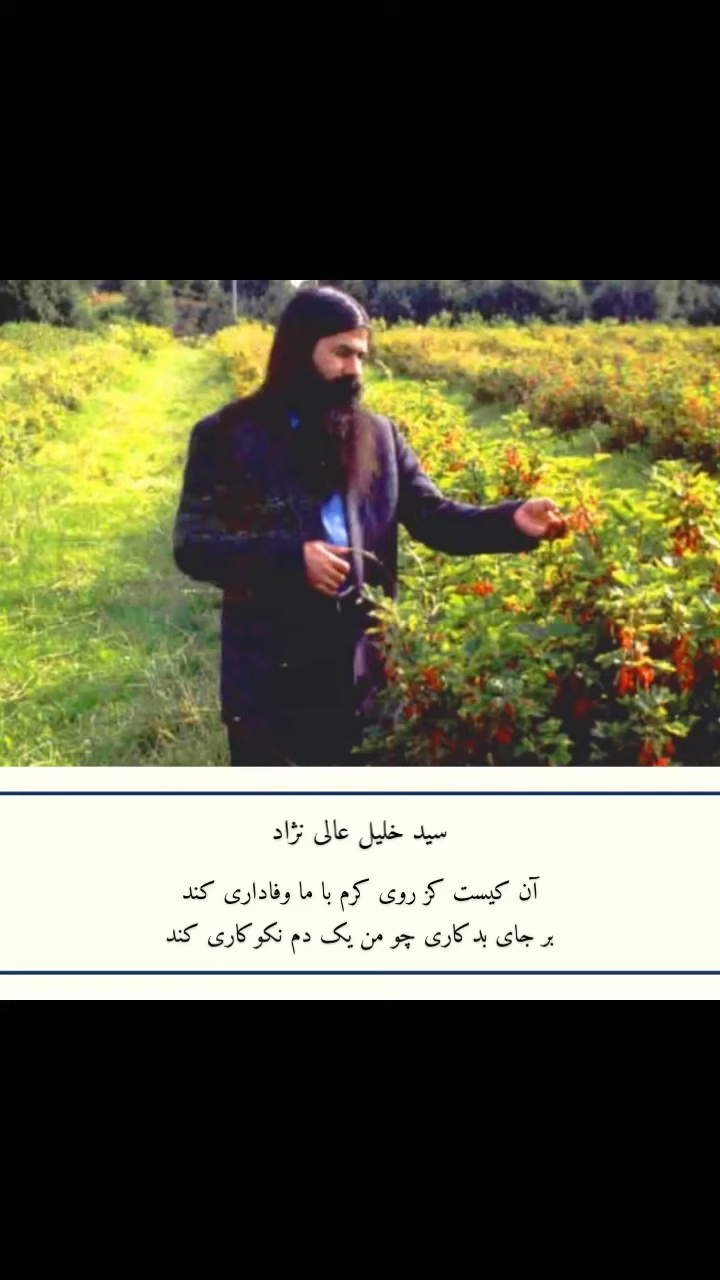 سید خلیل عالی نژاد
آن کیست کز روی کرم با ما وفاداری کند
بر جای بدکاری چو من یک دم نکوکاری کند